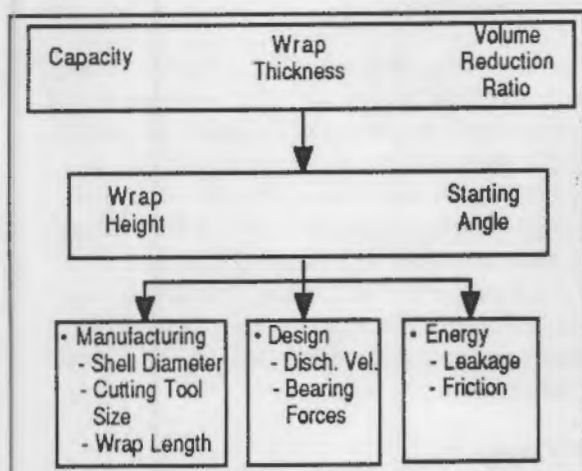 Capacity
Wrap
Thickness
Volume
Reduction
Ratio
Wrap
Height
Starting
Angle
• Manufacturing
- Shell Diameter
- Cutting Tool
Size
- Wrap Length
• Design
- Disch. Vel.
- Bearing
Forces
• Energy
- Leakage
- Friction